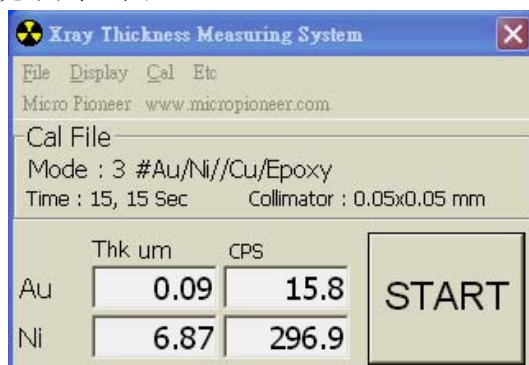 Xray Thickness Measuring System
File Display Cal Etc
Micro Pioneer www.micropioneer.com
Cal File
Mode : 3 #Au/Ni//Cu/Epoxy
Time : 15, 15 Sec Collimator : 0.05x0.05 mm
Thk um CPS
Au 0.09 15.8
START
Ni 6.87 296.9